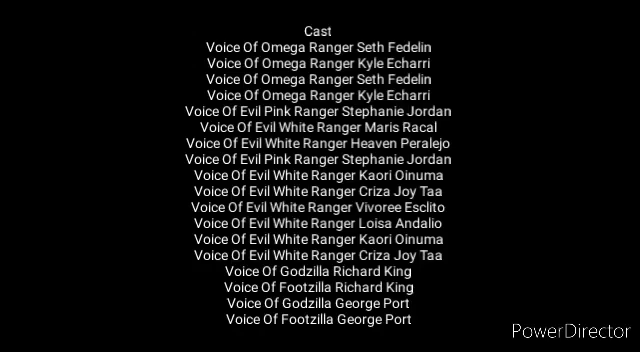 Cast
Voice Of Omega Ranger Seth Fedelin
Voice Of Omega Ranger Kyle Echarri
Voice Of Omega Ranger Seth Fedelin
Voice Of Omega Ranger Kyle Echarri
Voice Of Evil Pink Ranger Stephanie Jordan
Voice Of Evil White Ranger Maris Racal
Voice Of Evil White Ranger Heaven Peralejo
Voice Of Evil Pink Ranger Stephanie Jordan
Voice Of Evil White Ranger Kaori Oinuma
Voice Of Evil White Ranger Criza Joy Taa
Voice Of Evil White Ranger Vivoree Esclito
Voice Of Evil White Ranger Loisa Andalio
Voice Of Evil White Ranger Kaori Oinuma
Voice Of Evil White Ranger Criza Joy Taa
Voice Of Godzilla Richard King
Voice Of Footzilla Richard King
Voice Of Godzilla George Port
Voice Of Footzilla George Port
PowerDirector